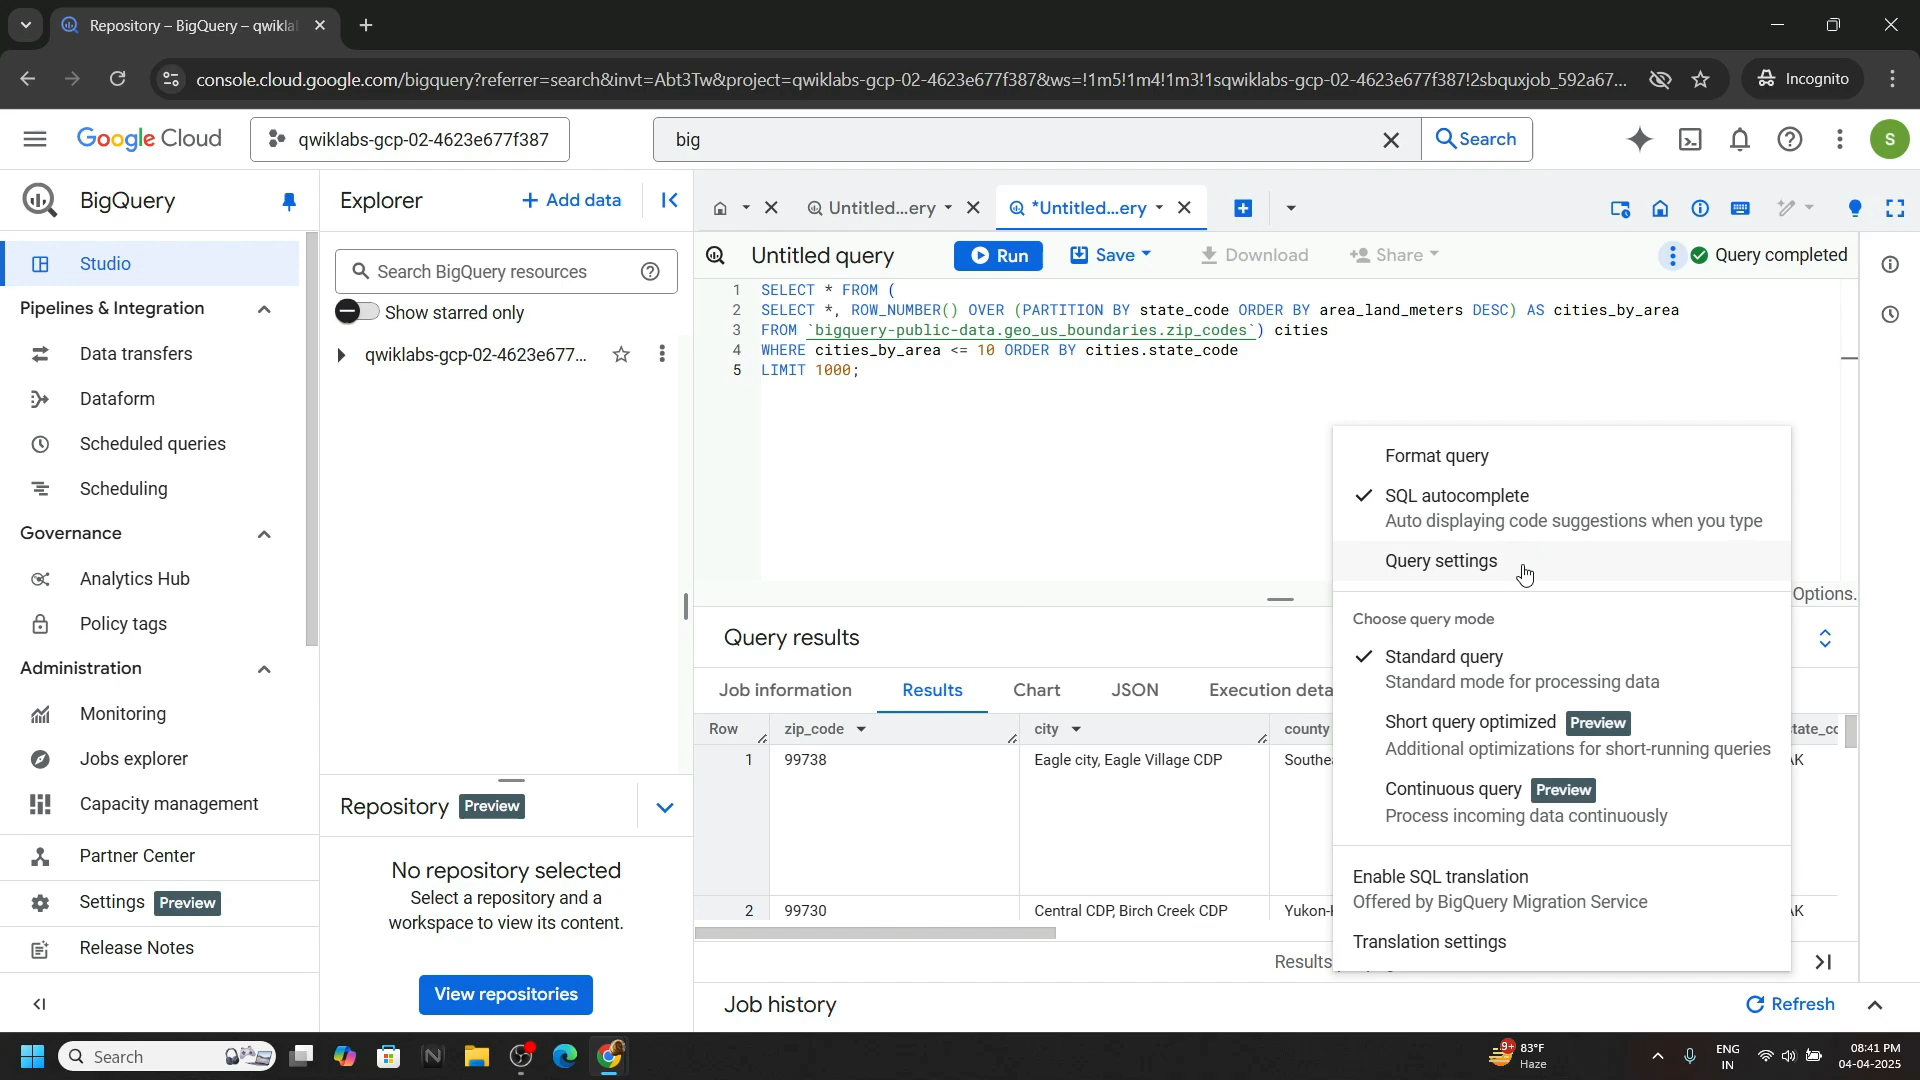 Repository – BigQuery – qwikla
console.cloud.google.com/bigquery?referrer=search&invt=Abt3Tw&project=qwiklabs-gcp-02-4623e677f387&ws=!1m5!1m4!1m3!1sqwiklabs-gcp-02-4623e677f387!2sbquxjob_592a67...
Incognito
Google Cloud
qwiklabs-gcp-02-4623e677f387
big
Search
S
BigQuery
Studio
Pipelines & Integration
Data transfers
Dataform
Scheduled queries
Scheduling
Governance
Analytics Hub
Policy tags
Administration
Monitoring
Jobs explorer
Capacity management
Partner Center
Settings Preview
Release Notes
Explorer
+ Add data
Search BigQuery resources
Show starred only
qwiklabs-gcp-02-4623e677...
Repository Preview
No repository selected
Select a repository and a
workspace to view its content.
View repositories
Untitled...ery
*Untitled...ery
Untitled query
Run
Save
Download
Share
Query completed
1 SELECT * FROM (
2 SELECT *, ROW_NUMBER() OVER (PARTITION BY state_code ORDER BY area_land_meters DESC) AS cities_by_area
3 FROM `bigquery-public-data.geo_us_boundaries.zip_codes`) cities
4 WHERE cities_by_area <= 10 ORDER BY cities.state_code
5 LIMIT 1000;
Options.
Format query
SQL autocomplete
Auto displaying code suggestions when you type
Query settings
Choose query mode
Standard query
Standard mode for processing data
Short query optimized Preview
Additional optimizations for short-running queries
Continuous query Preview
Process incoming data continuously
Enable SQL translation
Offered by BigQuery Migration Service
Translation settings
Query results
Job information
Results
Chart
JSON
Execution deta
Row
zip_code
city
county
tate_co
1
99738
Eagle city, Eagle Village CDP
Southea
AK
2
99730
Central CDP, Birch Creek CDP
Yukon-K
AK
Results
Job history
Refresh
Search
9+
83°F
Haze
ENG
IN
08:41 PM
04-04-2025